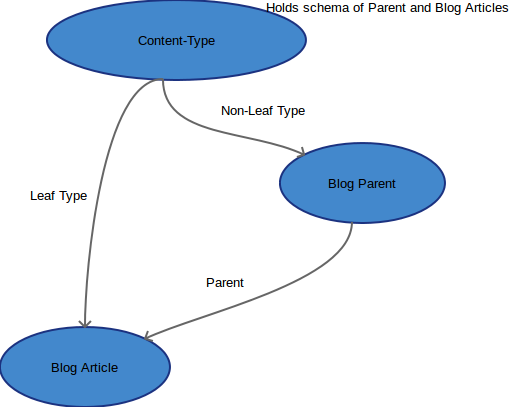 Holds schema of Parent and Blog Articles
Content-Type
Non-Leaf Type
Blog Parent
Leaf Type
Parent
Blog Article